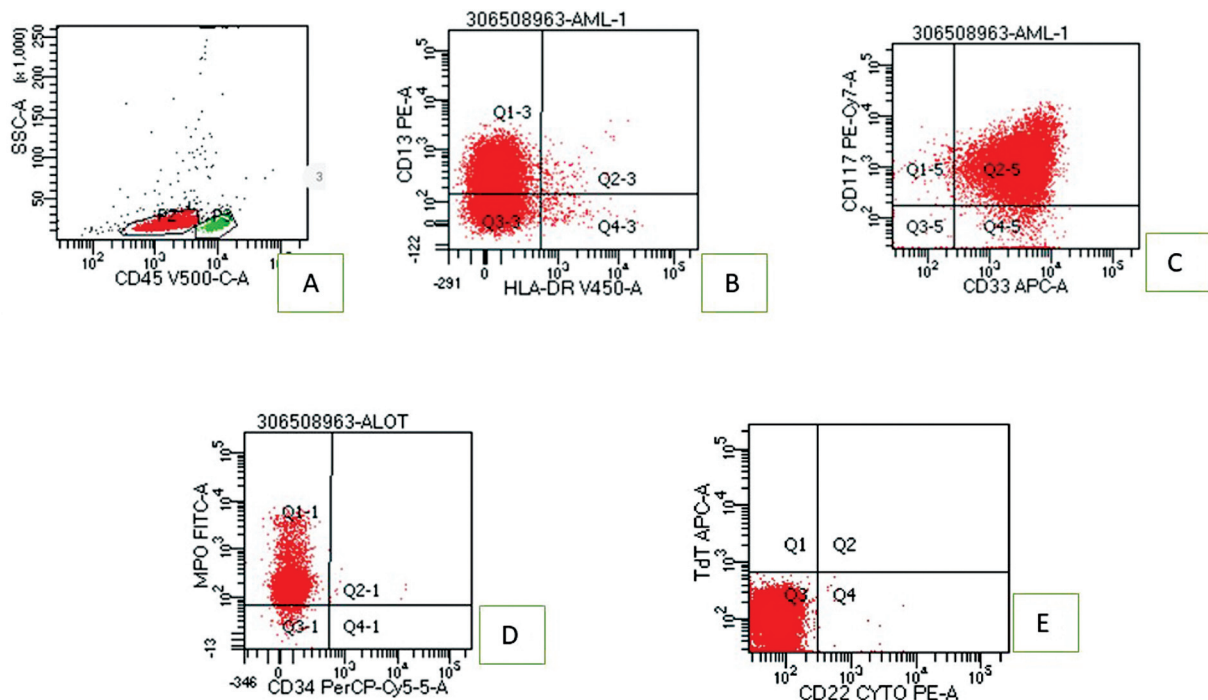 306508963-AML-1
306508963-AML-1
SSC-A (x 1,000)
250
200
150
100
50
P2
3
10² 10³ 10⁴
CD45 V500-C-A
A
CD13 PE-A
10⁵
10⁴
10³
10²
0
-122
Q1-3
Q2-3
Q3-3
Q4-3
-291
0 10³ 10⁴ 10⁵
HLA-DR V450-A
B
CD117 PE-Cy7-A
10⁵
10⁴
10³
10²
Q1-5
Q2-5
Q3-5
Q4-5
10² 10³ 10⁴ 10⁵
CD33 APC-A
C
306508963-ALOT
MPO FITC-A
10⁵
10⁴
10³
10²
-13
Q1-1
Q2-1
Q3-1
Q4-1
-346
0 10³ 10⁴ 10⁵
CD34 PerCP-Cy5-5-A
D
TdT APC-A
10⁵
10⁴
10³
10²
Q1 Q2
Q3 Q4
10² 10³ 10⁴ 10⁵
CD22 CYTO PE-A
E